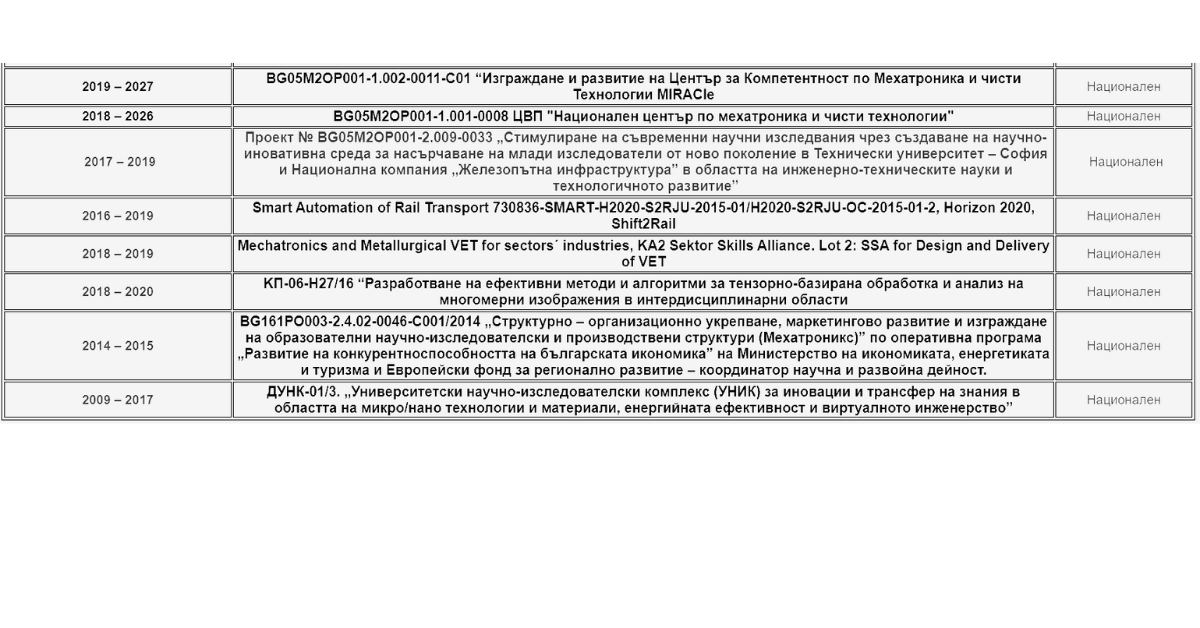 2019 – 2027
BG05M2OP001-1.002-0011-C01 “Изграждане и развитие на Център за Компетентност по Мехатроника и чисти
Технологии MIRACle
Национален
2018 – 2026
BG05M2OP001-1.001-0008 ЦВП "Национален център по мехатроника и чисти технологии"
Национален
2017 – 2019
Проект № BG05M2OP001-2.009-0033 „Стимулиране на съвременни научни изследвания чрез създаване на научно-
иновативна среда за насърчаване на млади изследователи от ново поколение в Технически университет – София
и Национална компания „Железопътна инфраструктура” в областта на инженерно-техническите науки и
технологичното развитие”
Национален
2016 – 2019
Smart Automation of Rail Transport 730836-SMART-H2020-S2RJU-2015-01/H2020-S2RJU-OC-2015-01-2, Horizon 2020,
Shift2Rail
Национален
2018 – 2019
Mechatronics and Metallurgical VET for sectors´ industries, KA2 Sektor Skills Alliance. Lot 2: SSA for Design and Delivery
of VET
Национален
2018 – 2020
КП-06-Н27/16 “Разработване на ефективни методи и алгоритми за тензорно-базирана обработка и анализ на
многомерни изображения в интердисциплинарни области
Национален
2014 – 2015
BG161PO003-2.4.02-0046-C001/2014 „Структурно – организационно укрепване, маркетингово развитие и изграждане
на образователни научно-изследователски и производствени структури (Мехатроникс)” по оперативна програма
„Развитие на конкурентноспособността на българската икономика” на Министерство на икономиката, енергетиката
и туризма и Европейски фонд за регионално развитие – координатор научна и развойна дейност.
Национален
2009 – 2017
ДУНК-01/3. „Университетски научно-изследователски комплекс (УНИК) за иновации и трансфер на знания в
областта на микро/нано технологии и материали, енергийната ефективност и виртуалното инженерство”
Национален